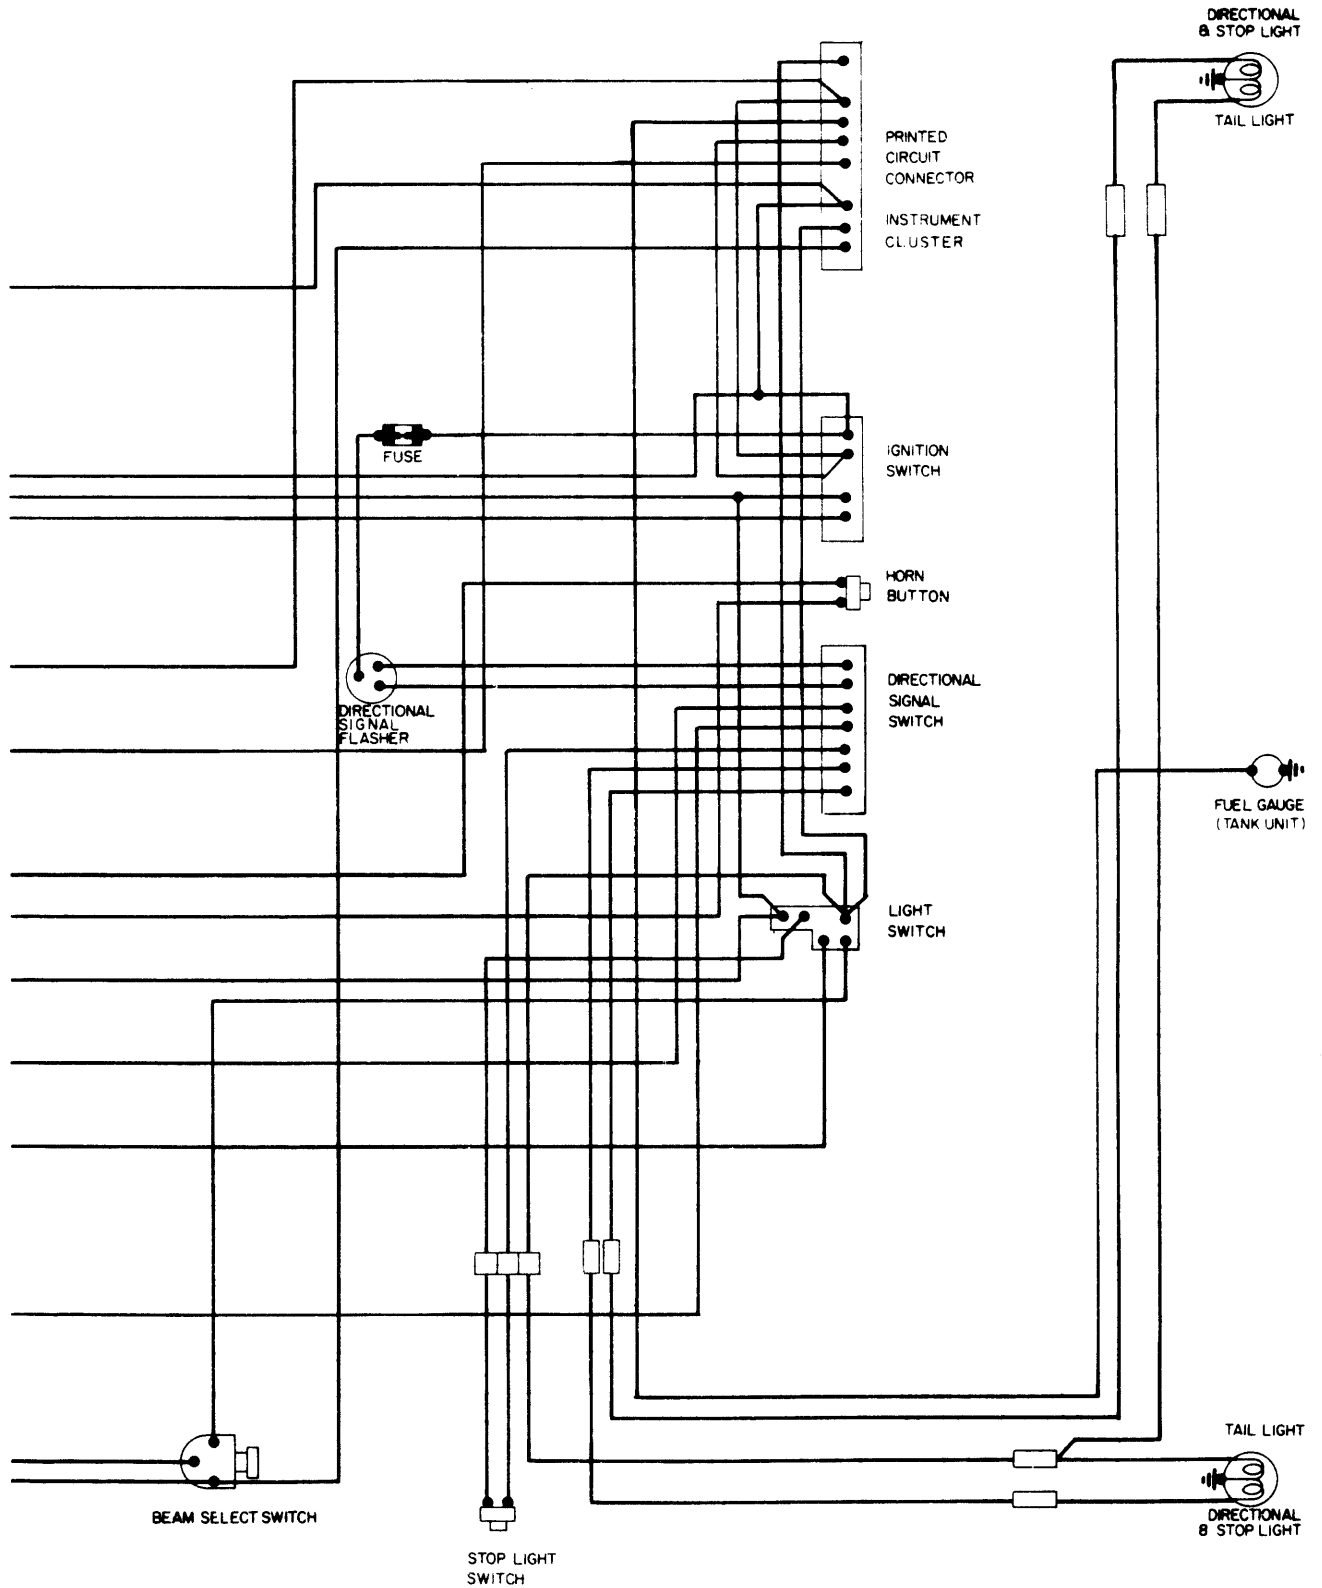 DIRECTIONAL
& STOP LIGHT
TAIL LIGHT
PRINTED
CIRCUIT
CONNECTOR
INSTRUMENT
CLUSTER
FUSE
IGNITION
SWITCH
HORN
BUTTON
DIRECTIONAL
SIGNAL
SWITCH
DIRECTIONAL
SIGNAL
FLASHER
FUEL GAUGE
(TANK UNIT)
LIGHT
SWITCH
TAIL LIGHT
BEAM SELECT SWITCH
DIRECTIONAL
& STOP LIGHT
STOP LIGHT
SWITCH